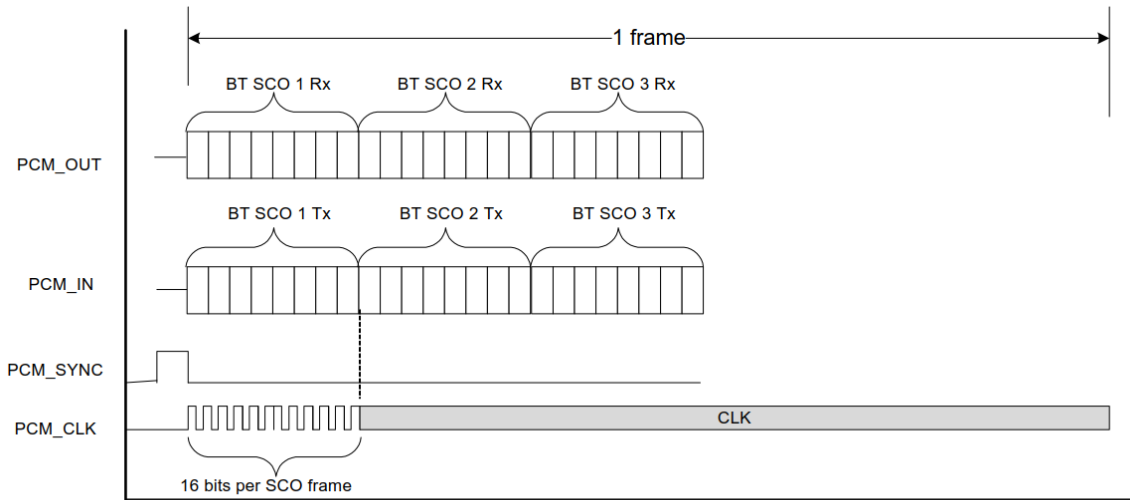 1 frame
BT SCO 1 Rx
BT SCO 2 Rx
BT SCO 3 Rx
PCM_OUT
BT SCO 1 Tx
BT SCO 2 Tx
BT SCO 3 Tx
PCM_IN
PCM_SYNC
PCM_CLK
CLK
16 bits per SCO frame